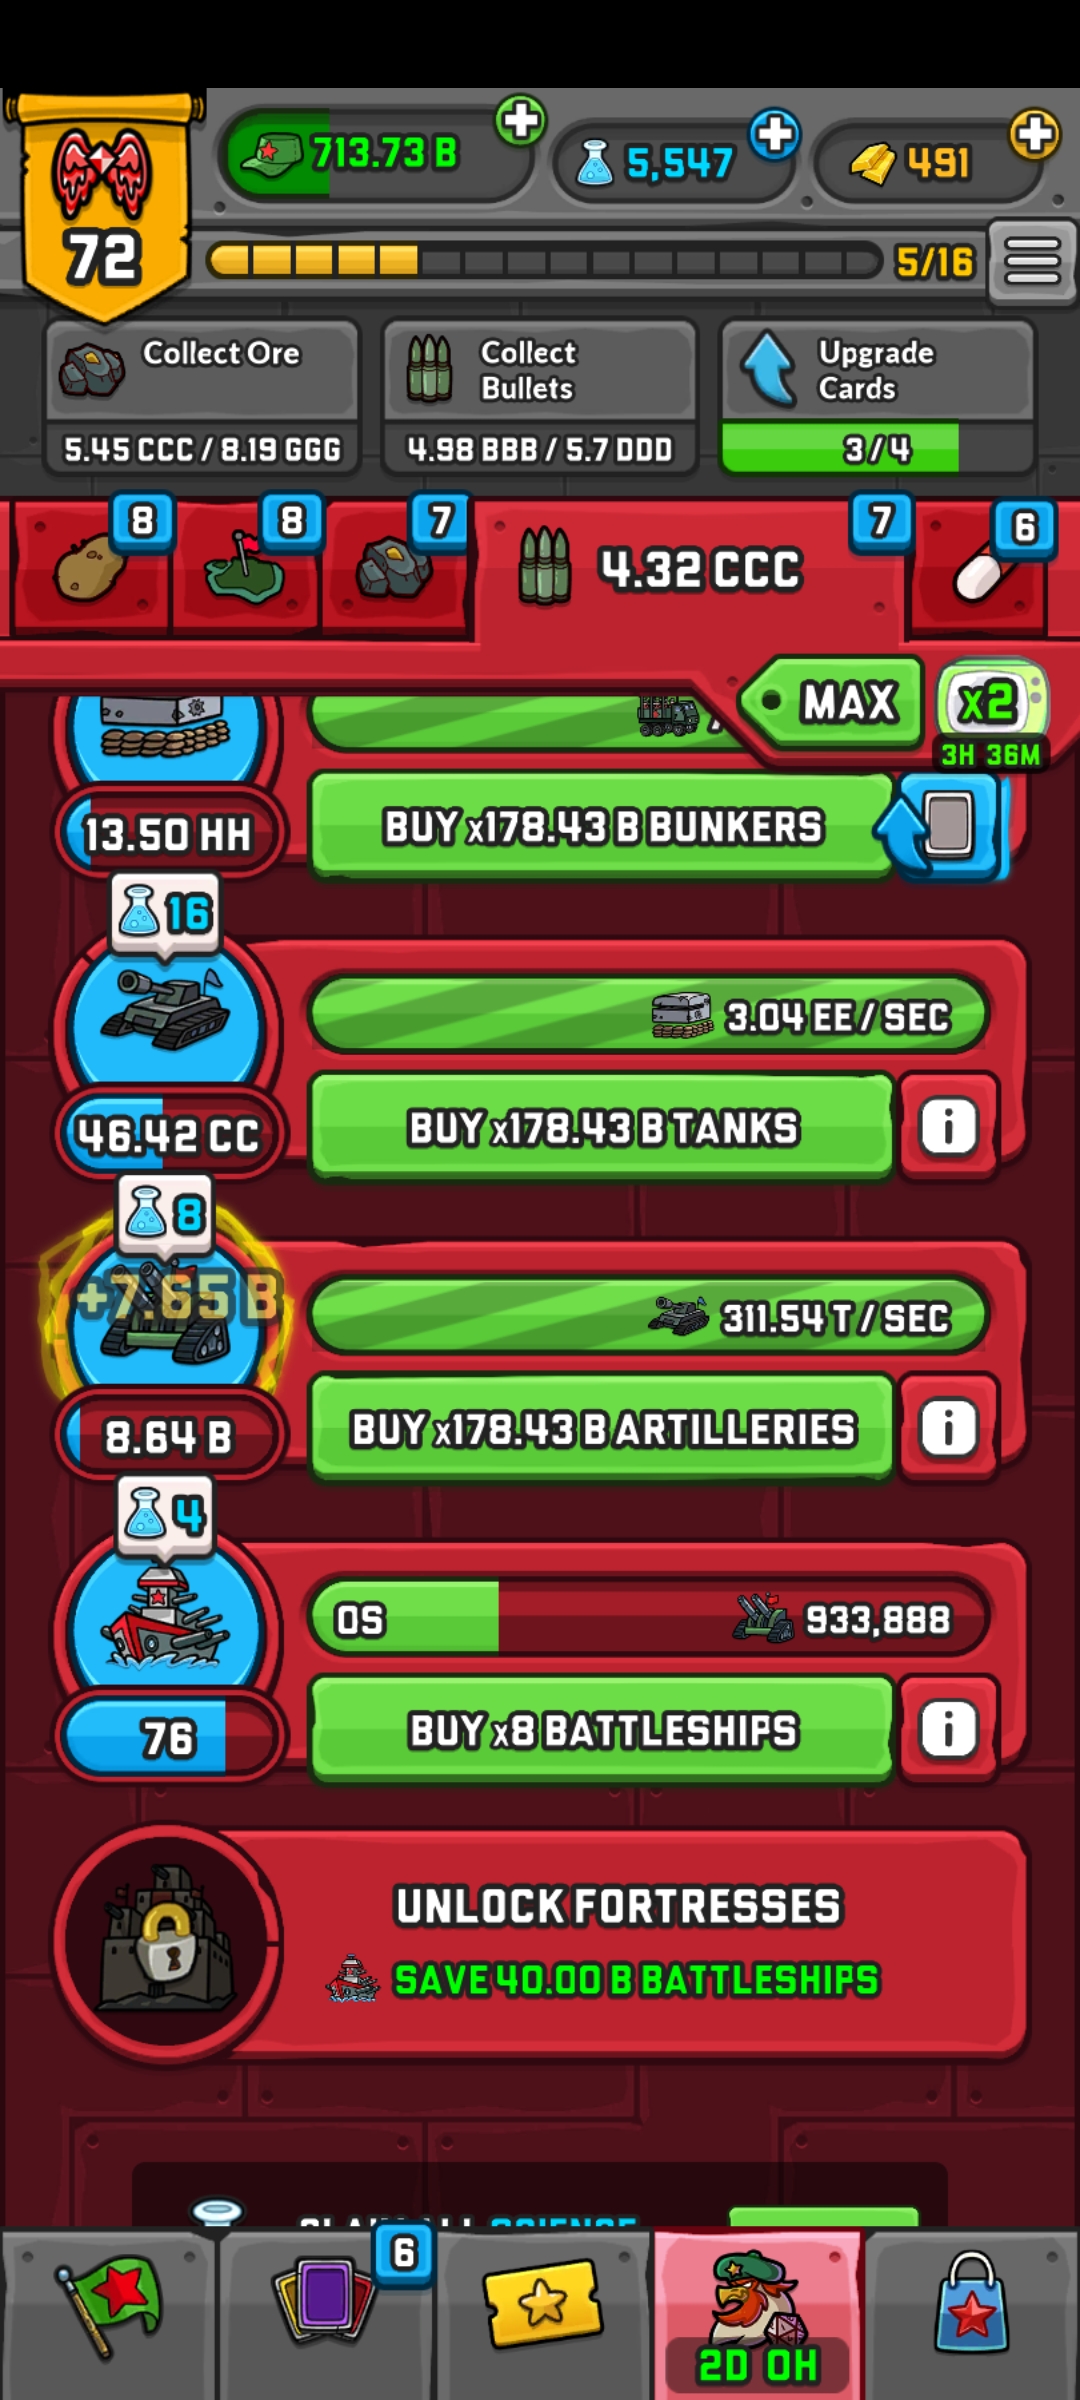 713.73 B
5,547
491
72
5/16
Collect Ore
5.45 CCC / 8.19 GGG
Collect
Bullets
4.98 BBB / 5.7 DDD
Upgrade
Cards
3/4
8
8
7
4.32 CCC
7
6
MAX
x2
3H 36M
13.50 HH
BUY x178.43 B BUNKERS
16
3.04 EE / SEC
46.42 CC
BUY x178.43 B TANKS
8
+7.65 B
311.54 T / SEC
8.64 B
BUY x178.43 B ARTILLERIES
4
0S
933,888
76
BUY x8 BATTLESHIPS
UNLOCK FORTRESSES
SAVE 40.00 B BATTLESHIPS
6
2D 0H